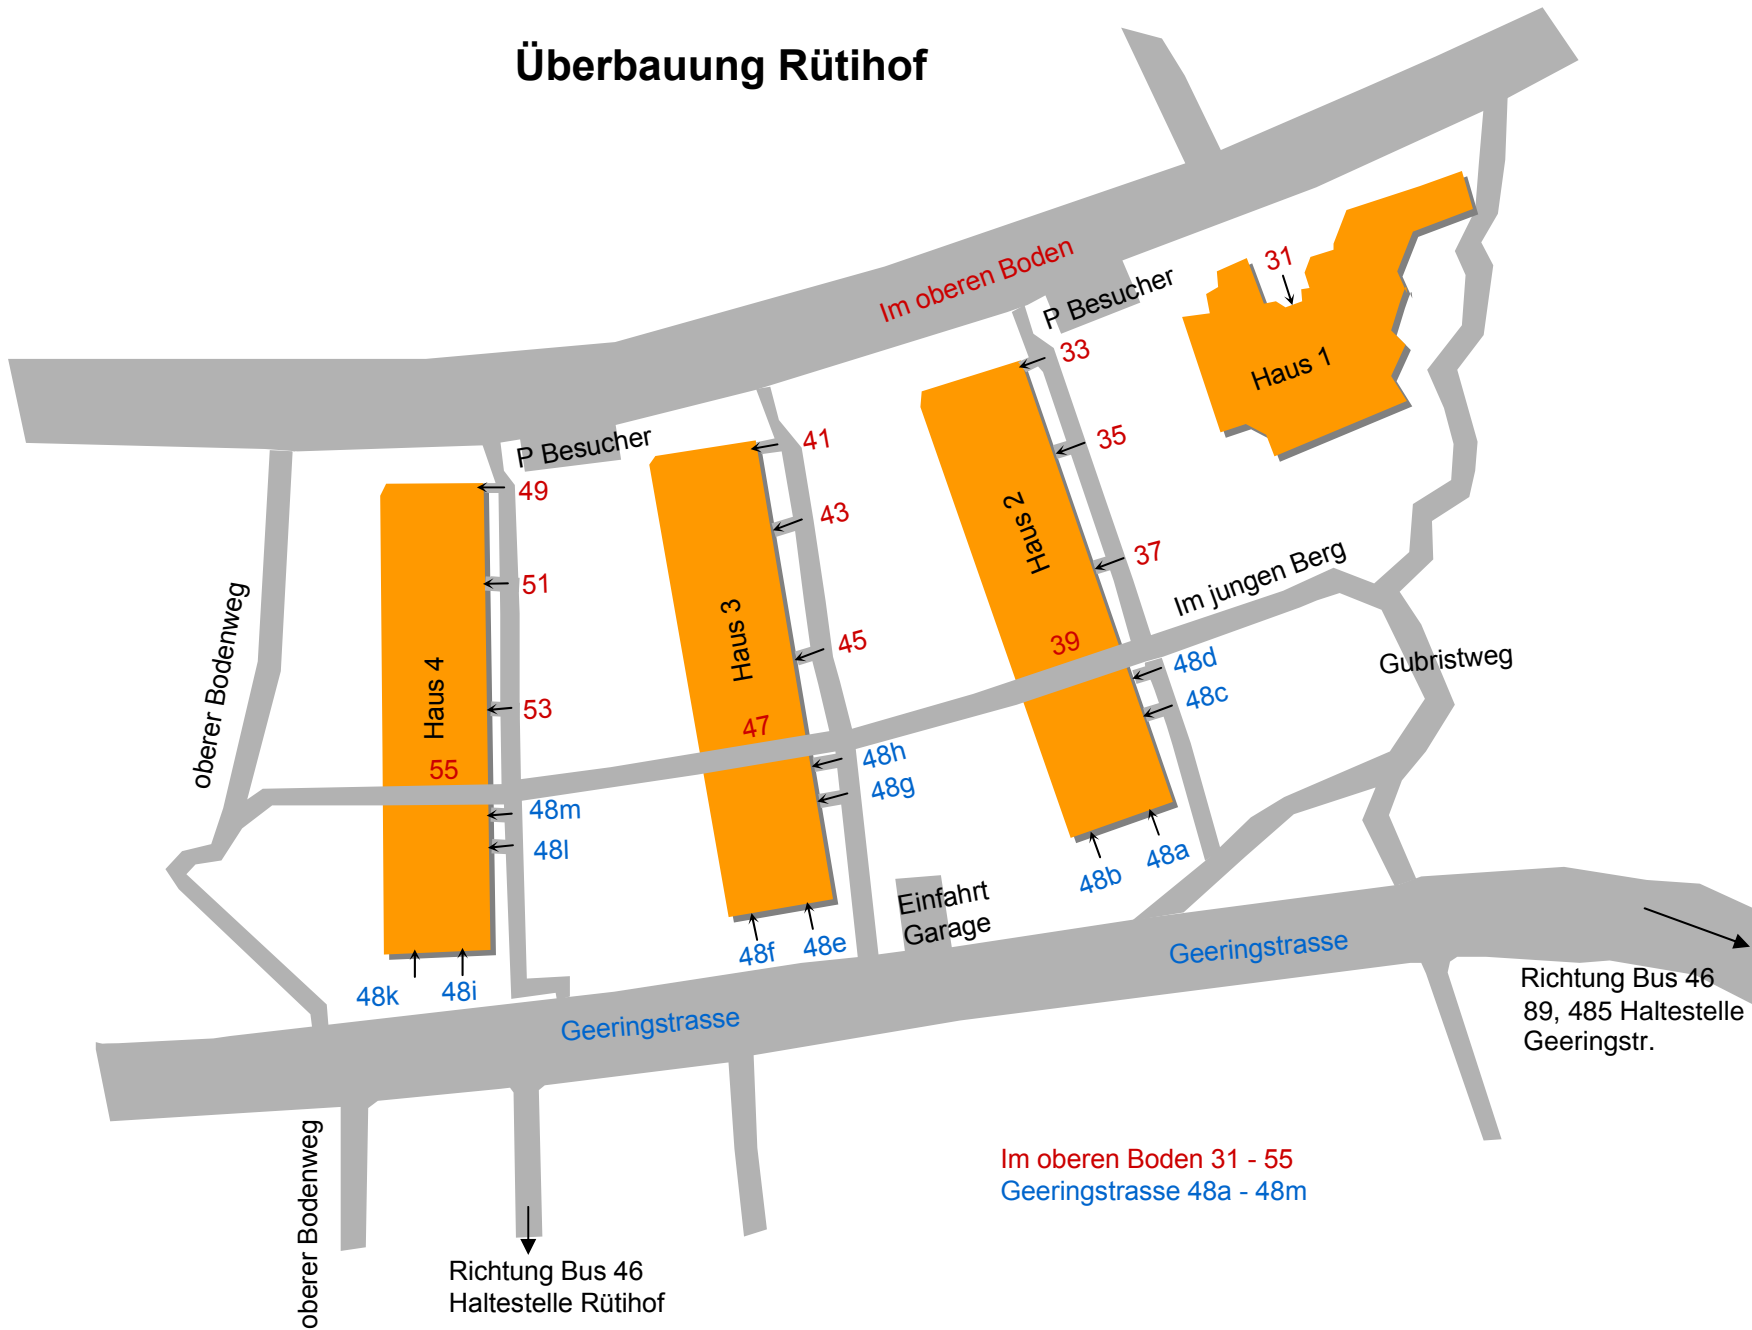 Überbauung Rütihof
Im oberen Boden
P Besucher
31
Haus 1
33
35
37
39
Haus 2
Im jungen Berg
Gubristweg
48d
48c
48b
48a
41
43
45
47
Haus 3
48h
48g
48f
48e
Einfahrt
Garage
P Besucher
49
51
53
55
Haus 4
48m
48l
48k
48i
oberer Bodenweg
Geeringstrasse
Geeringstrasse
Richtung Bus 46
89, 485 Haltestelle
Geeringstr.
oberer Bodenweg
Richtung Bus 46
Haltestelle Rütihof
Im oberen Boden 31 - 55
Geeringstrasse 48a - 48m